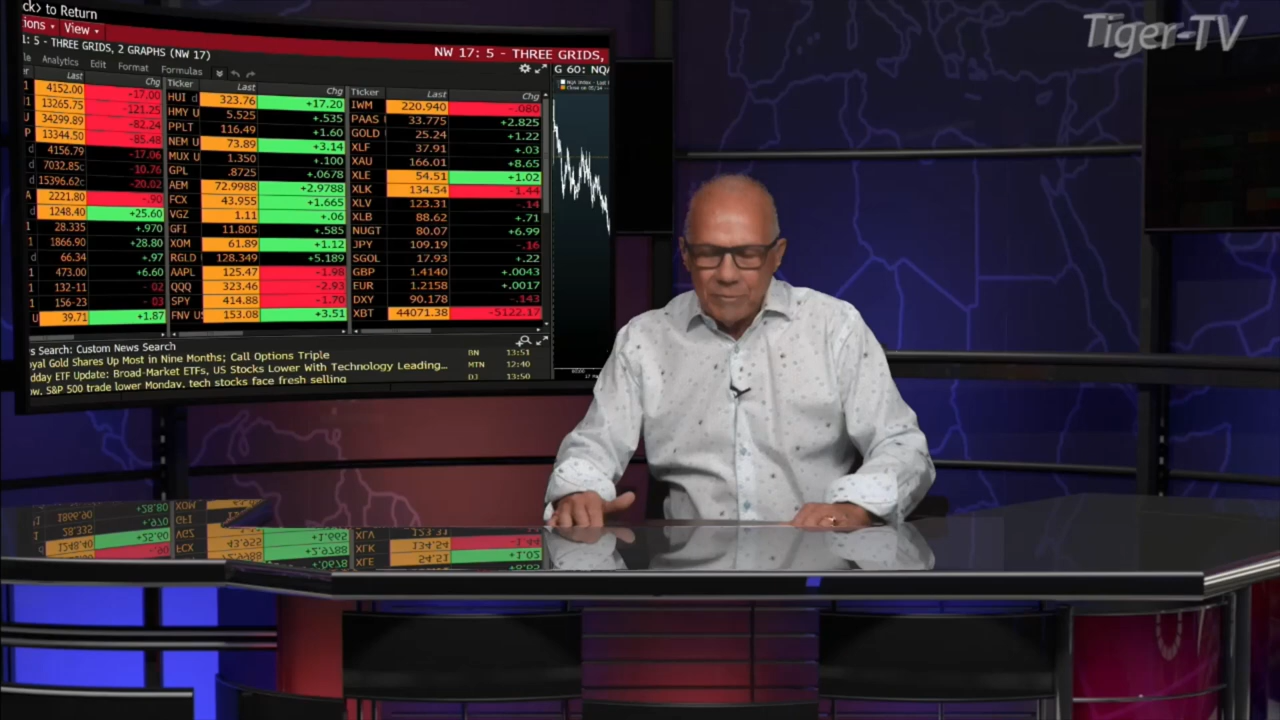 ck> to Return
ions View
1: 5 - THREE GRIDS, 2 GRAPHS (NW 17)
NW 17: 5 - THREE GRIDS,
Analytics Edit Format Formulas
G 60: NQA
Last Chg Ticker Last Chg Ticker Last Chg
4152.00 -17.00 HUI d 323.76 +17.20 IWM 220.940 -.080
13265.75 -121.25 HMY U 5.525 +.535 PAAS 33.775 +2.825
34299.89 -82.24 PPLT 116.49 +1.60 GOLD 25.24 +1.22
13344.50 -85.48 NEM U 73.89 +3.14 XLF 37.91 +.03
4156.79 -17.06 MUX U 1.350 +.100 XAU 166.01 +8.65
7032.85c -10.76 GPL .8725 +.0678 XLE 54.51 +1.02
15396.62c -20.02 AEM 72.9988 +2.9788 XLK 134.54 -1.44
2221.80 -.90 FCX 43.955 +1.665 XLV 123.31 -.14
1248.40 +25.60 VGZ 1.11 +.06 XLB 88.62 +.71
28.335 +.970 GFI 11.805 +.585 NUGT 80.07 +6.99
1866.90 +28.80 XOM 61.89 +1.12 JPY 109.19 -.16
66.34 +.97 RGLD 128.349 +5.189 SGOL 17.93 +.22
473.00 +6.60 AAPL 125.47 -1.98 GBP 1.4140 +.0043
132-11 - 02 QQQ 323.46 -2.93 EUR 1.2158 +.0017
156-23 - 03 SPY 414.88 -1.70 DXY 90.178 -.143
39.71 +1.87 FNV US 153.08 +3.51 XBT 44071.38 -5122.17
s Search: Custom News Search
yal Gold Shares Up Most in Nine Months; Call Options Triple BN 13:51
dday ETF Update: Broad-Market ETFs, US Stocks Lower With Technology Leading... MTN 12:40
ow, S&P 500 trade lower Monday, tech stocks face fresh selling DJ 13:50
Tiger-TV